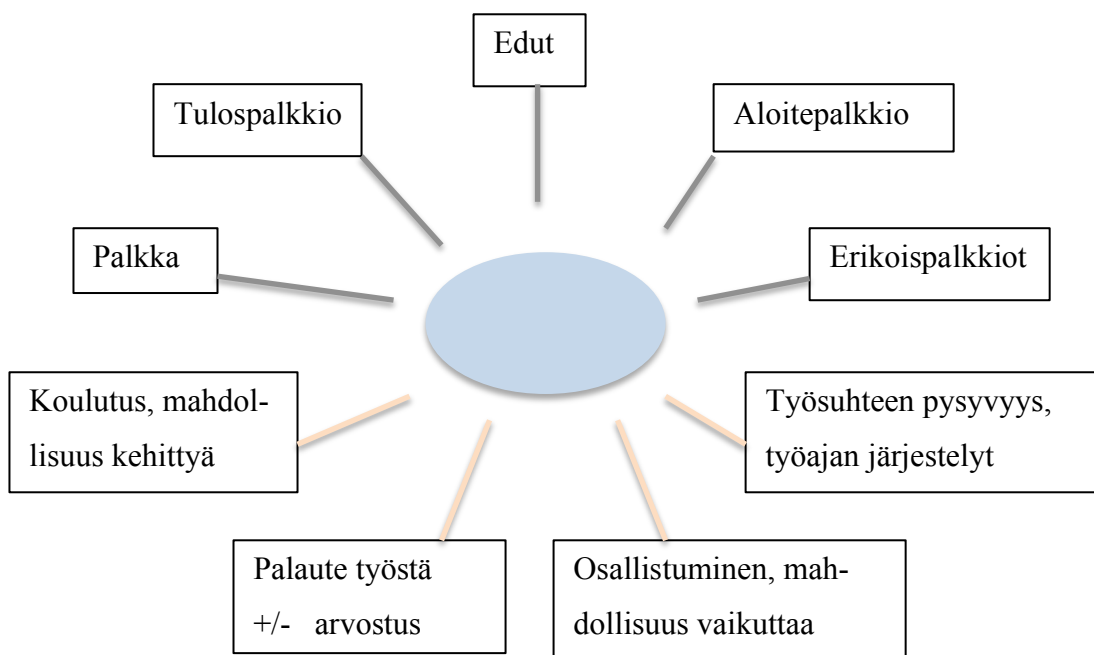 Edut
Tulospalkkio
Aloitepalkkio
Palkka
Erikoispalkkiot
Koulutus, mahdol-
lisuus kehittyä
Työsuhteen pysyvyys,
työajan järjestelyt
Palaute työstä
+/- arvostus
Osallistuminen, mah-
dollisuus vaikuttaa